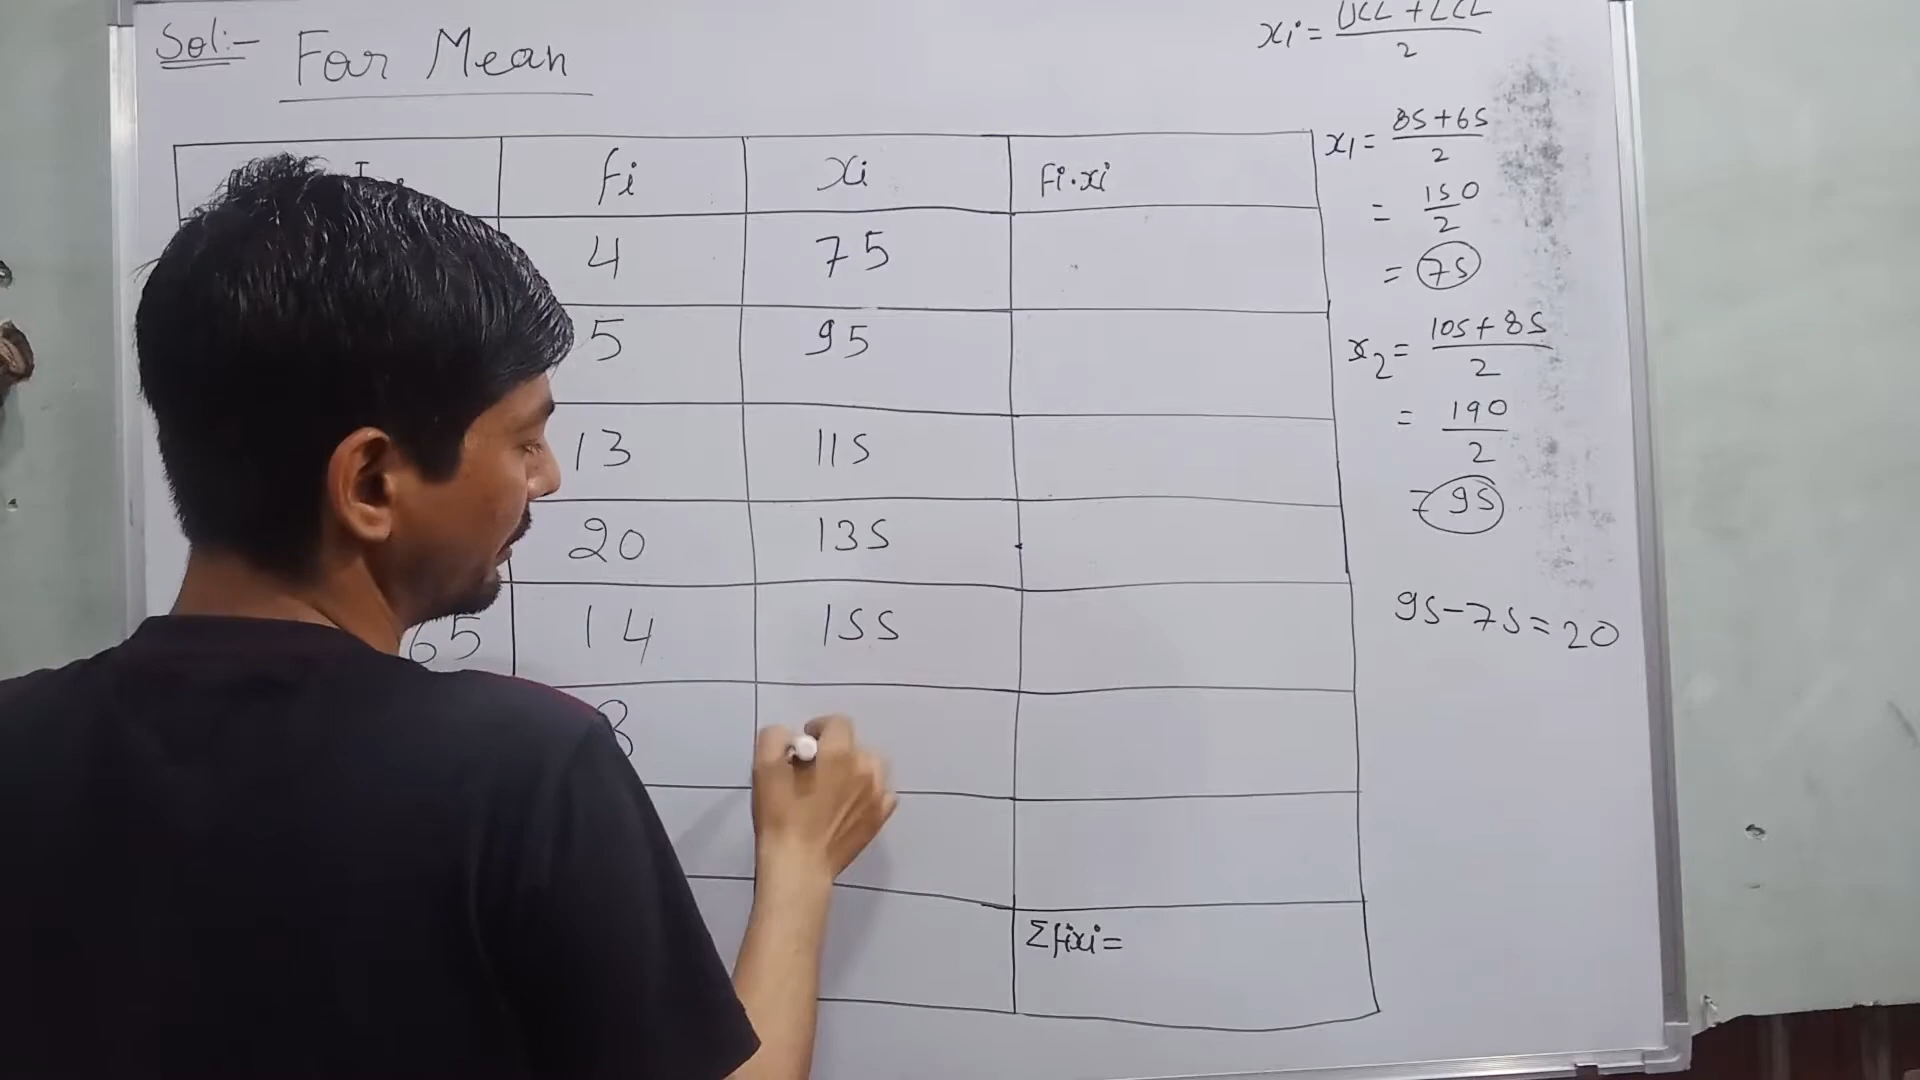 Sol:- For Mean
xi = UCL + LCL / 2
fi xi fi.xi
4 75
5 95
13 115
20 135
65 14 155
8
Σfixi =
x1 = 85+65 / 2
= 150 / 2
= 75
x2 = 105+85 / 2
= 190 / 2
= 95
95-75=20